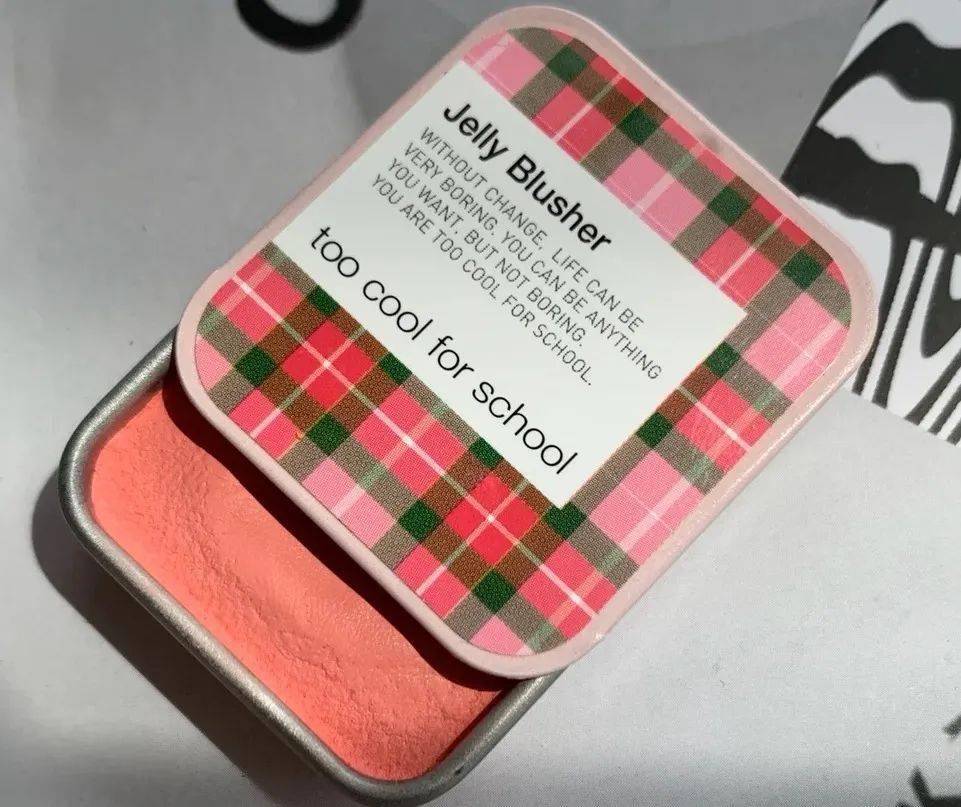 Jelly Blusher
WITHOUT CHANGE, LIFE CAN BE
VERY BORING. YOU CAN BE ANYTHING
YOU WANT. BUT NOT BORING.
YOU ARE TOO COOL FOR SCHOOL.
too cool for school